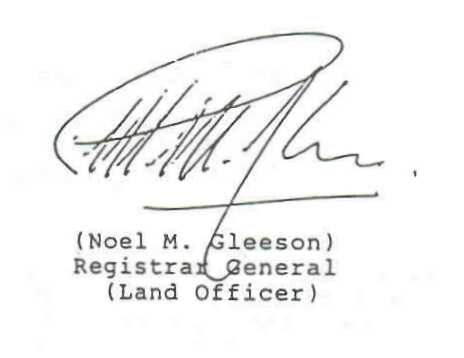 (Noel M. Gleeson)
Registrar General
(Land Officer)